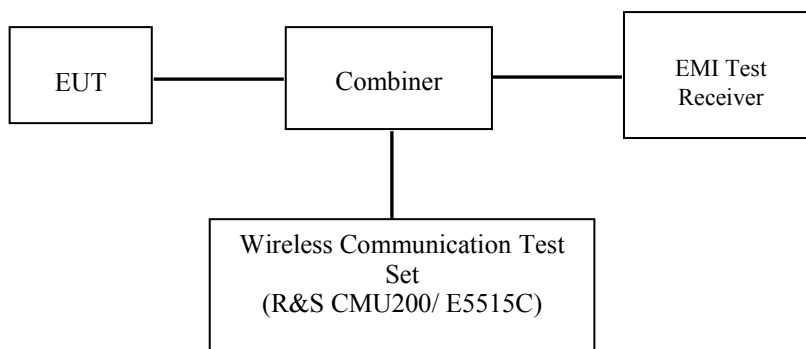 EUT
Combiner
EMI Test
Receiver
Wireless Communication Test
Set
(R&S CMU200/ E5515C)